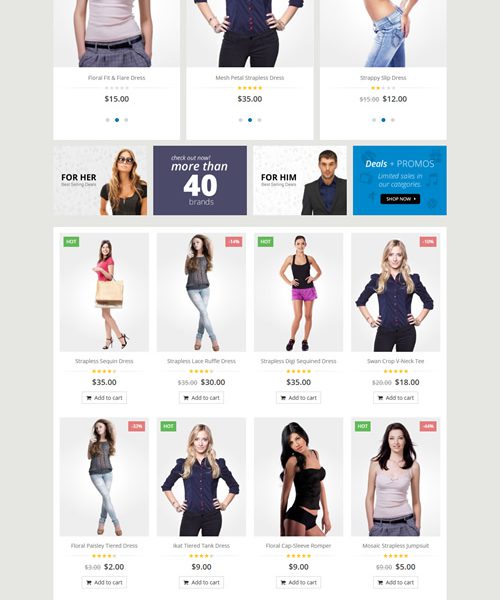 Floral Fit & Flare Dress
Mesh Petal Strapless Dress
Strappy Slip Dress
$15.00
$35.00
$15.00 $12.00
FOR HER
Best Selling Deals
check out now!
more than
40
brands
FOR HIM
Best Selling Deals
Deals + PROMOS
Limited sales in
our categories.
SHOP NOW
HOT
-14%
HOT
-10%
Strapless Sequin Dress
Strapless Lace Ruffle Dress
Strapless Digi Sequined Dress
Swan Crop V-Neck Tee
$35.00
$35.00 $30.00
$35.00
$20.00 $18.00
Add to cart
Add to cart
Add to cart
Add to cart
-33%
HOT
HOT
-44%
Floral Paisley Tiered Dress
Ikat Tiered Tank Dress
Floral Cap-Sleeve Romper
Mosaic Strapless Jumpsuit
$3.00 $2.00
$9.00
$9.00
$9.00 $5.00
Add to cart
Add to cart
Add to cart
Add to cart